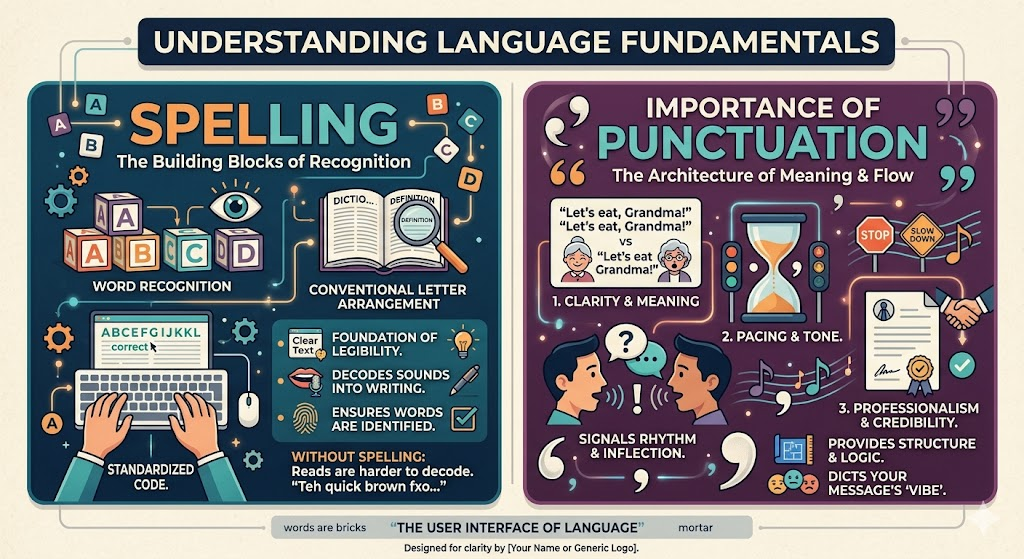 UNDERSTANDING LANGUAGE FUNDAMENTALS
A
A
B
B
C
C
D
SPELLING
The Building Blocks of Recognition
A
A
B
C
C
D
D
WORD RECOGNITION
DICTIO...
DEFINITION
DEFINITION
CONVENTIONAL LETTER
ARRANGEMENT
ABCEFGIJKKL
correct
A
STANDARDIZED
CODE.
Clear
Text
?
FOUNDATION OF
LEGIBILITY.
DECODES SOUNDS
INTO WRITING.
ENSURES WORDS
ARE IDENTIFIED.
WITHOUT SPELLING:
Reads are harder to decode.
“Teh quick brown fxo...”
IMPORTANCE OF
PUNCTUATION
The Architecture of Meaning & Flow
“Let's eat, Grandma!”
“Let's eat, Grandma!”
vs
“Let's eat
Grandma!”
1. CLARITY & MEANING
2. PACING & TONE.
STOP
SLOW
DOWN
?
!
SIGNALS RHYTHM
& INFLECTION.
3. PROFESSIONALISM
& CREDIBILITY.
PROVIDES STRUCTURE
& LOGIC.
DICTS YOUR
MESSAGE'S ‘VIBE’.
words are bricks “THE USER INTERFACE OF LANGUAGE” mortar
Designed for clarity by [Your Name or Generic Logo].